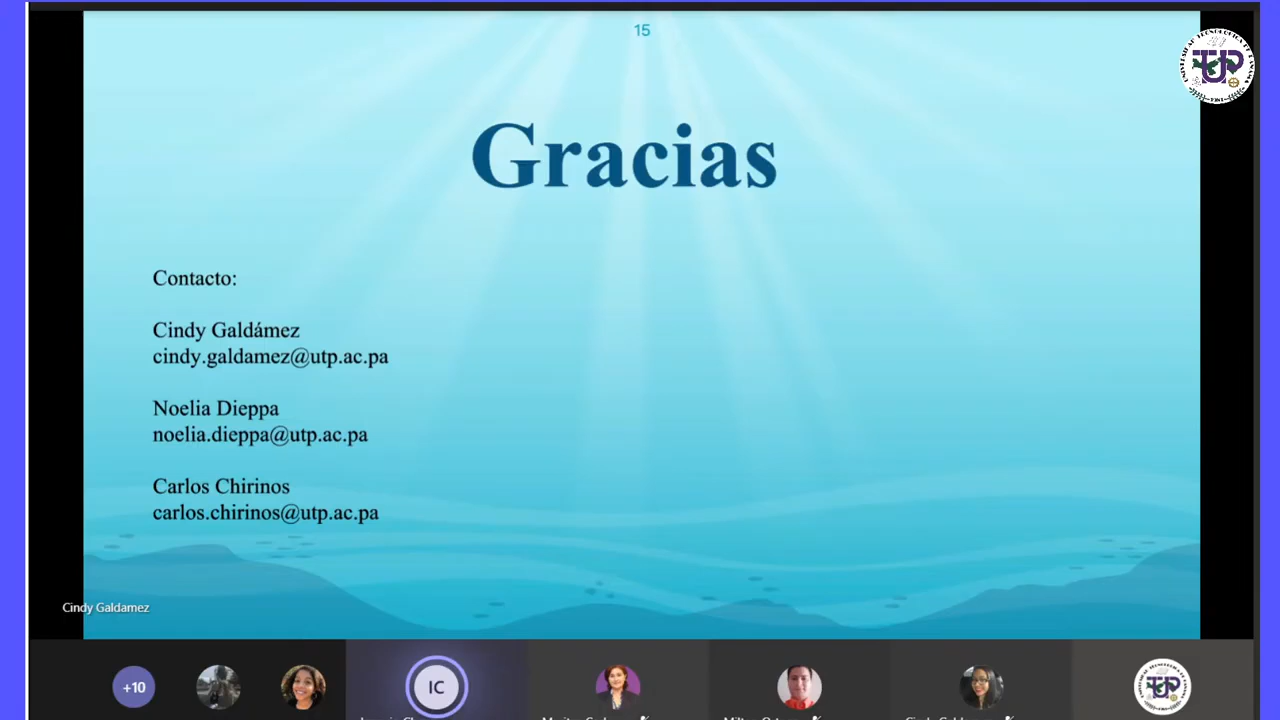 15
Gracias
Contacto:
Cindy Galdámez
cindy.galdamez@utp.ac.pa
Noelia Dieppa
noelia.dieppa@utp.ac.pa
Carlos Chirinos
carlos.chirinos@utp.ac.pa
Cindy Galdamez
+10
IC
UTP